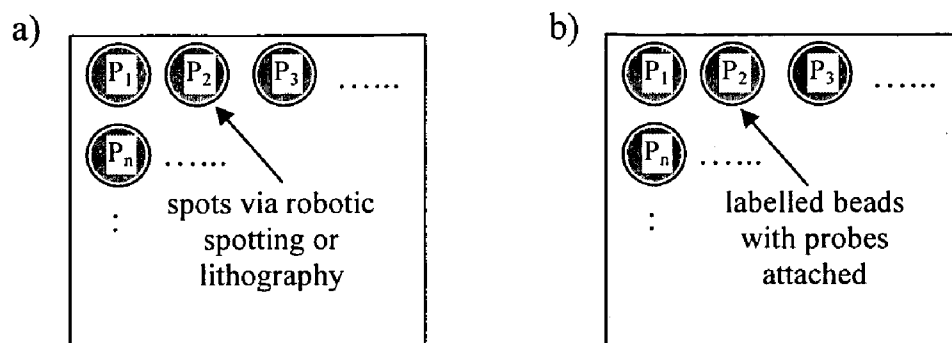 a)
P1 P2 P3 ......
Pn ......
:
spots via robotic
spotting or
lithography
b)
P1 P2 P3 ......
Pn ......
:
labelled beads
with probes
attached